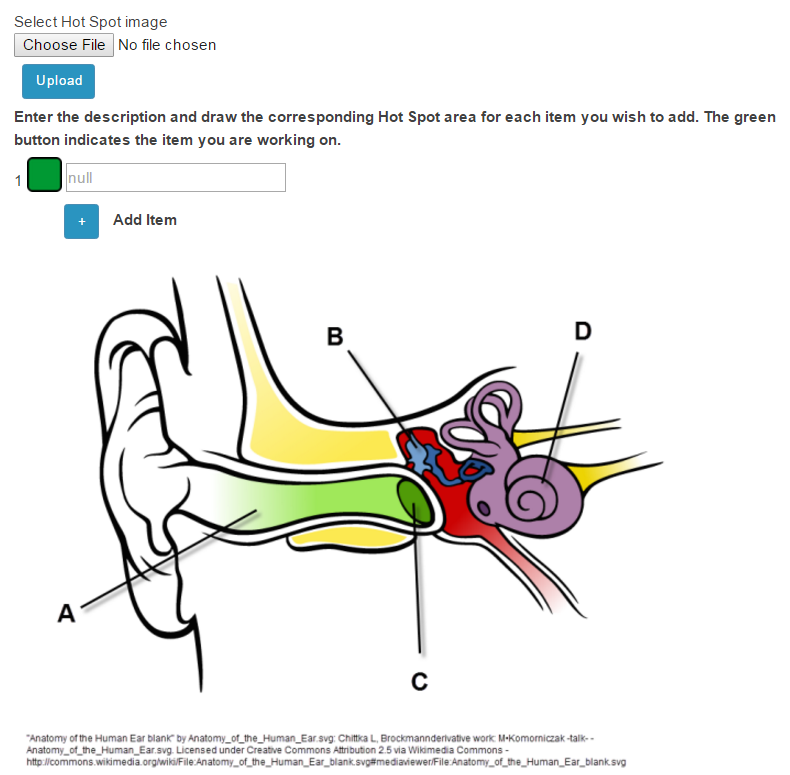 Select Hot Spot image
Choose File No file chosen
Upload
Enter the description and draw the corresponding Hot Spot area for each item you wish to add. The green
button indicates the item you are working on.
1 null
+ Add Item
B
D
A
C
"Anatomy of the Human Ear blank" by Anatomy_of_the_Human_Ear.svg: Chittka L, Brockmannderivative work: M•Komorniczak -talk- -
Anatomy_of_the_Human_Ear.svg. Licensed under Creative Commons Attribution 2.5 via Wikimedia Commons -
http://commons.wikimedia.org/wiki/File:Anatomy_of_the_Human_Ear_blank.svg#mediaviewer/File:Anatomy_of_the_Human_Ear_blank.svg